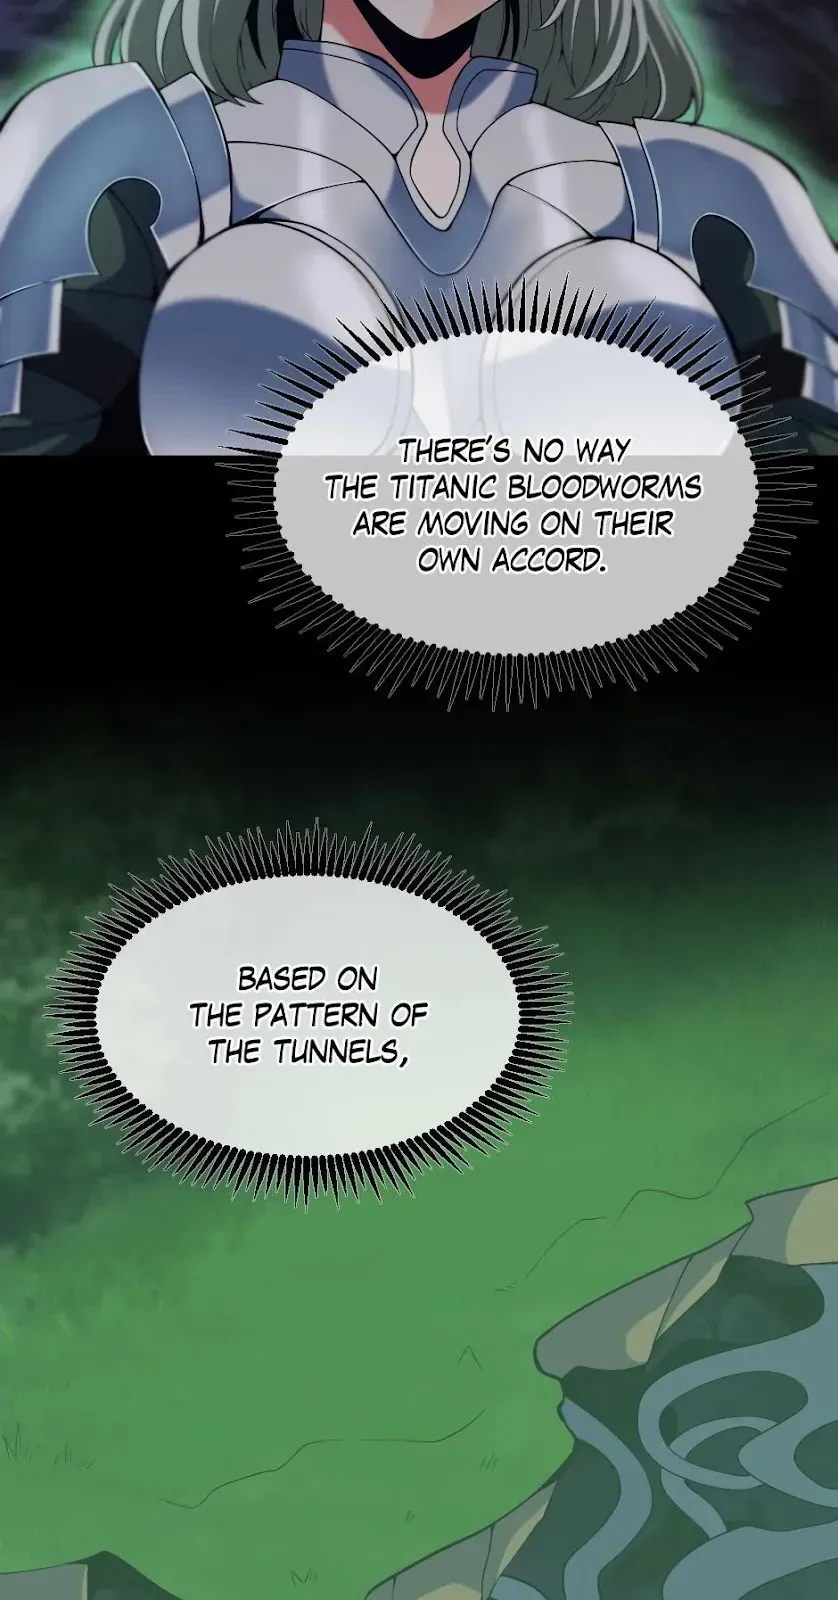 THERE'S NO WAY
THE TITANIC BLOODWORMS
ARE MOVING ON THEIR
OWN ACCORD.
BASED ON
THE PATTERN OF
THE TUNNELS,